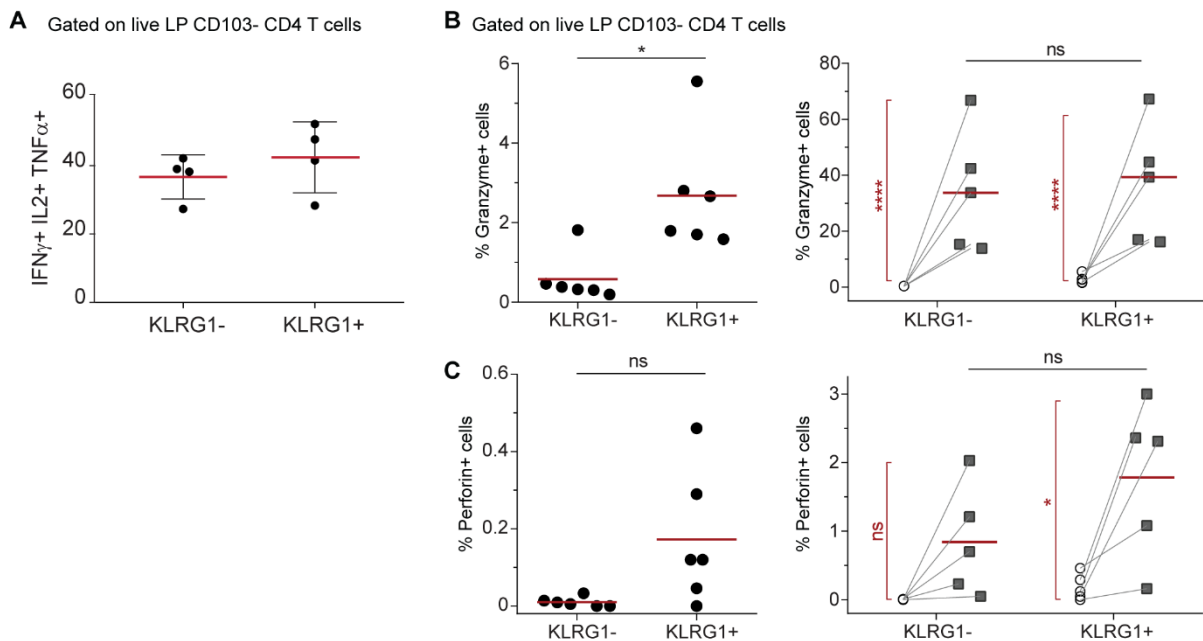 A Gated on live LP CD103- CD4 T cells
IFNγ+ IL2+ TNFα+
60
40
20
0
KLRG1- KLRG1+
B Gated on live LP CD103- CD4 T cells
% Granzyme+ cells
6
4
2
0
*
KLRG1- KLRG1+
% Granzyme+ cells
80
60
40
20
0
ns
****
****
KLRG1- KLRG1+
C
% Perforin+ cells
0.6
0.4
0.2
0
ns
KLRG1- KLRG1+
% Perforin+ cells
3
2
1
0
ns
ns
*
KLRG1- KLRG1+